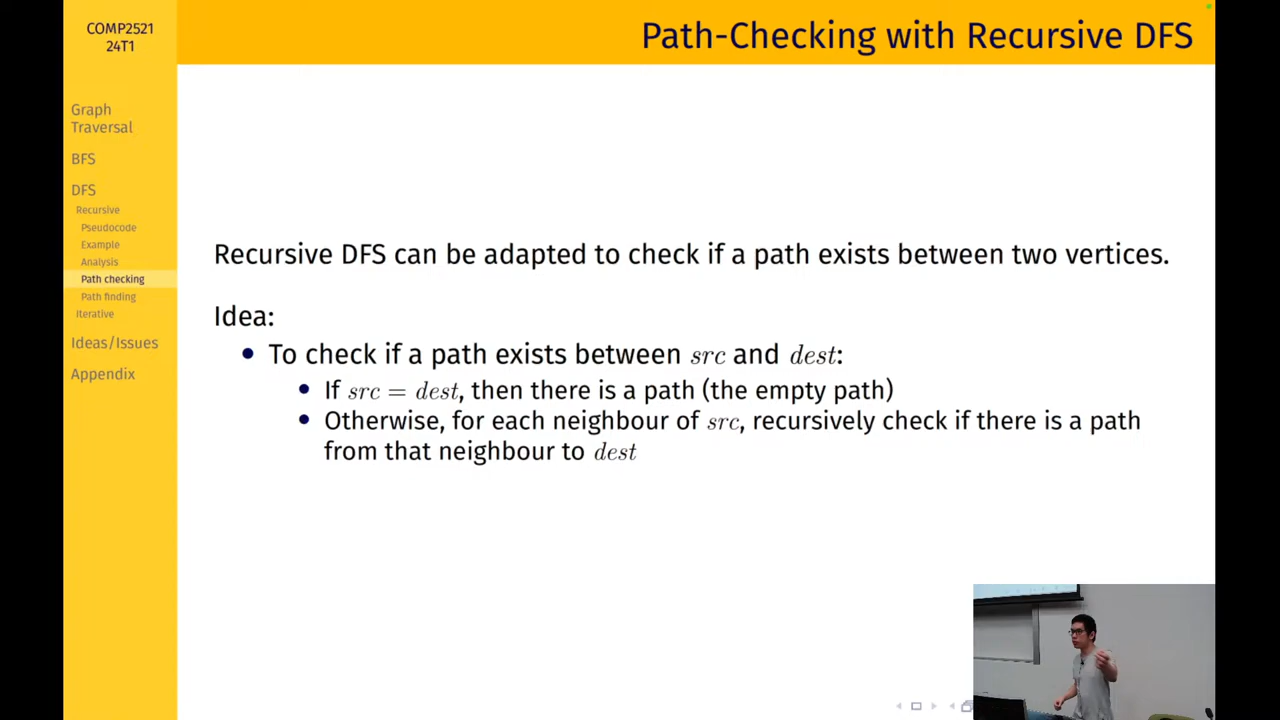 COMP2521
24T1
Path-Checking with Recursive DFS
Graph
Traversal
BFS
DFS
Recursive
Pseudocode
Example
Analysis
Path checking
Path finding
Iterative
Ideas/Issues
Appendix
Recursive DFS can be adapted to check if a path exists between two vertices.
Idea:
• To check if a path exists between src and dest:
• If src = dest, then there is a path (the empty path)
• Otherwise, for each neighbour of src, recursively check if there is a path
from that neighbour to dest